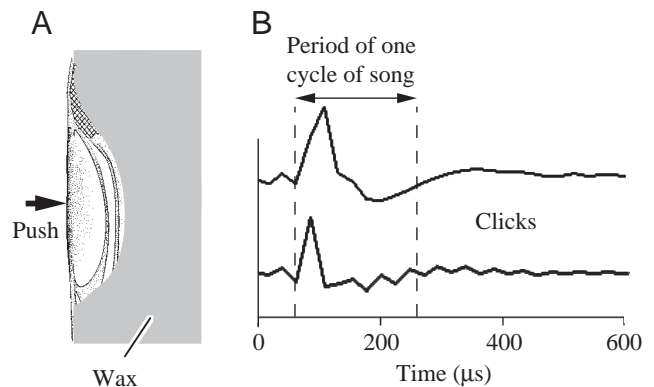 A
Push
Wax
B
Period of one
cycle of song
Clicks
0
200
400
600
Time (μs)